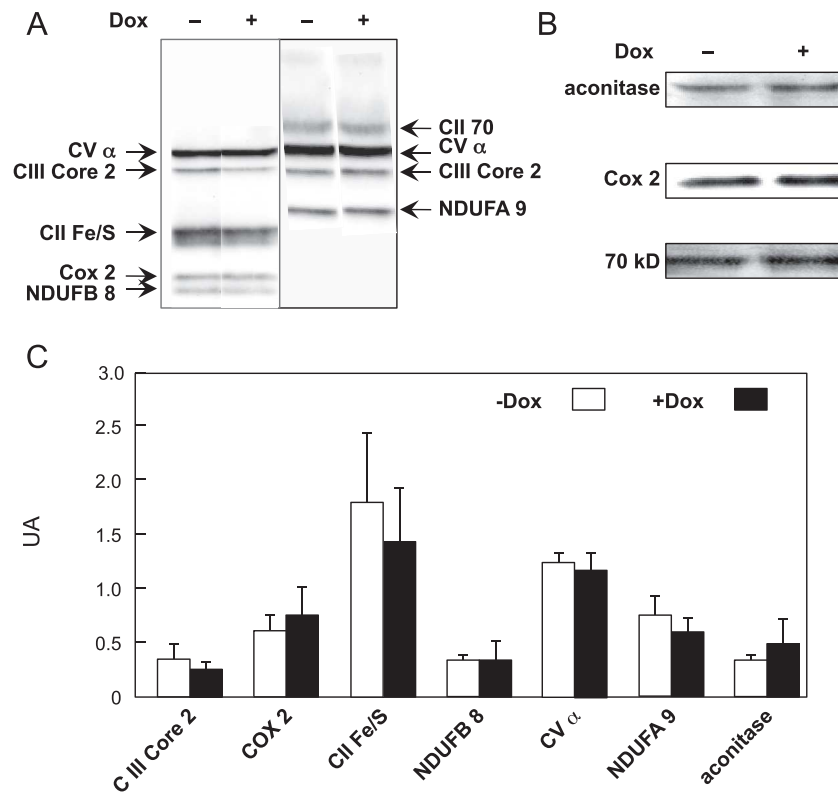 A
Dox – +
CV α
CIII Core 2
CII Fe/S
Cox 2
NDUFB 8
CII 70
CV α
CIII Core 2
NDUFA 9
B
Dox – +
aconitase
Cox 2
70 kD
C
UA
3.0
2.5
2.0
1.5
1.0
0.5
0
-Dox +Dox
C III Core 2
COX 2
CII Fe/S
NDUFB 8
CV α
NDUFA 9
aconitase